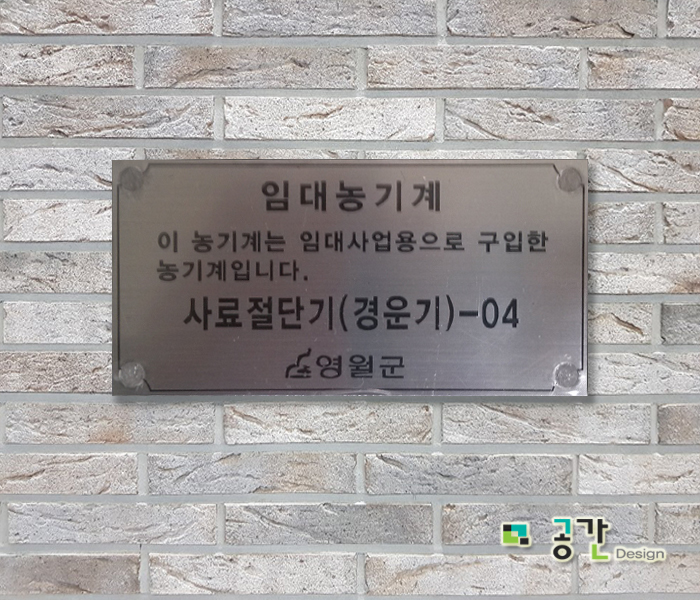 임대농기계
이 농기계는 임대사업용으로 구입한
농기계입니다.
사료절단기(경운기)-04
영월군
공간 Design